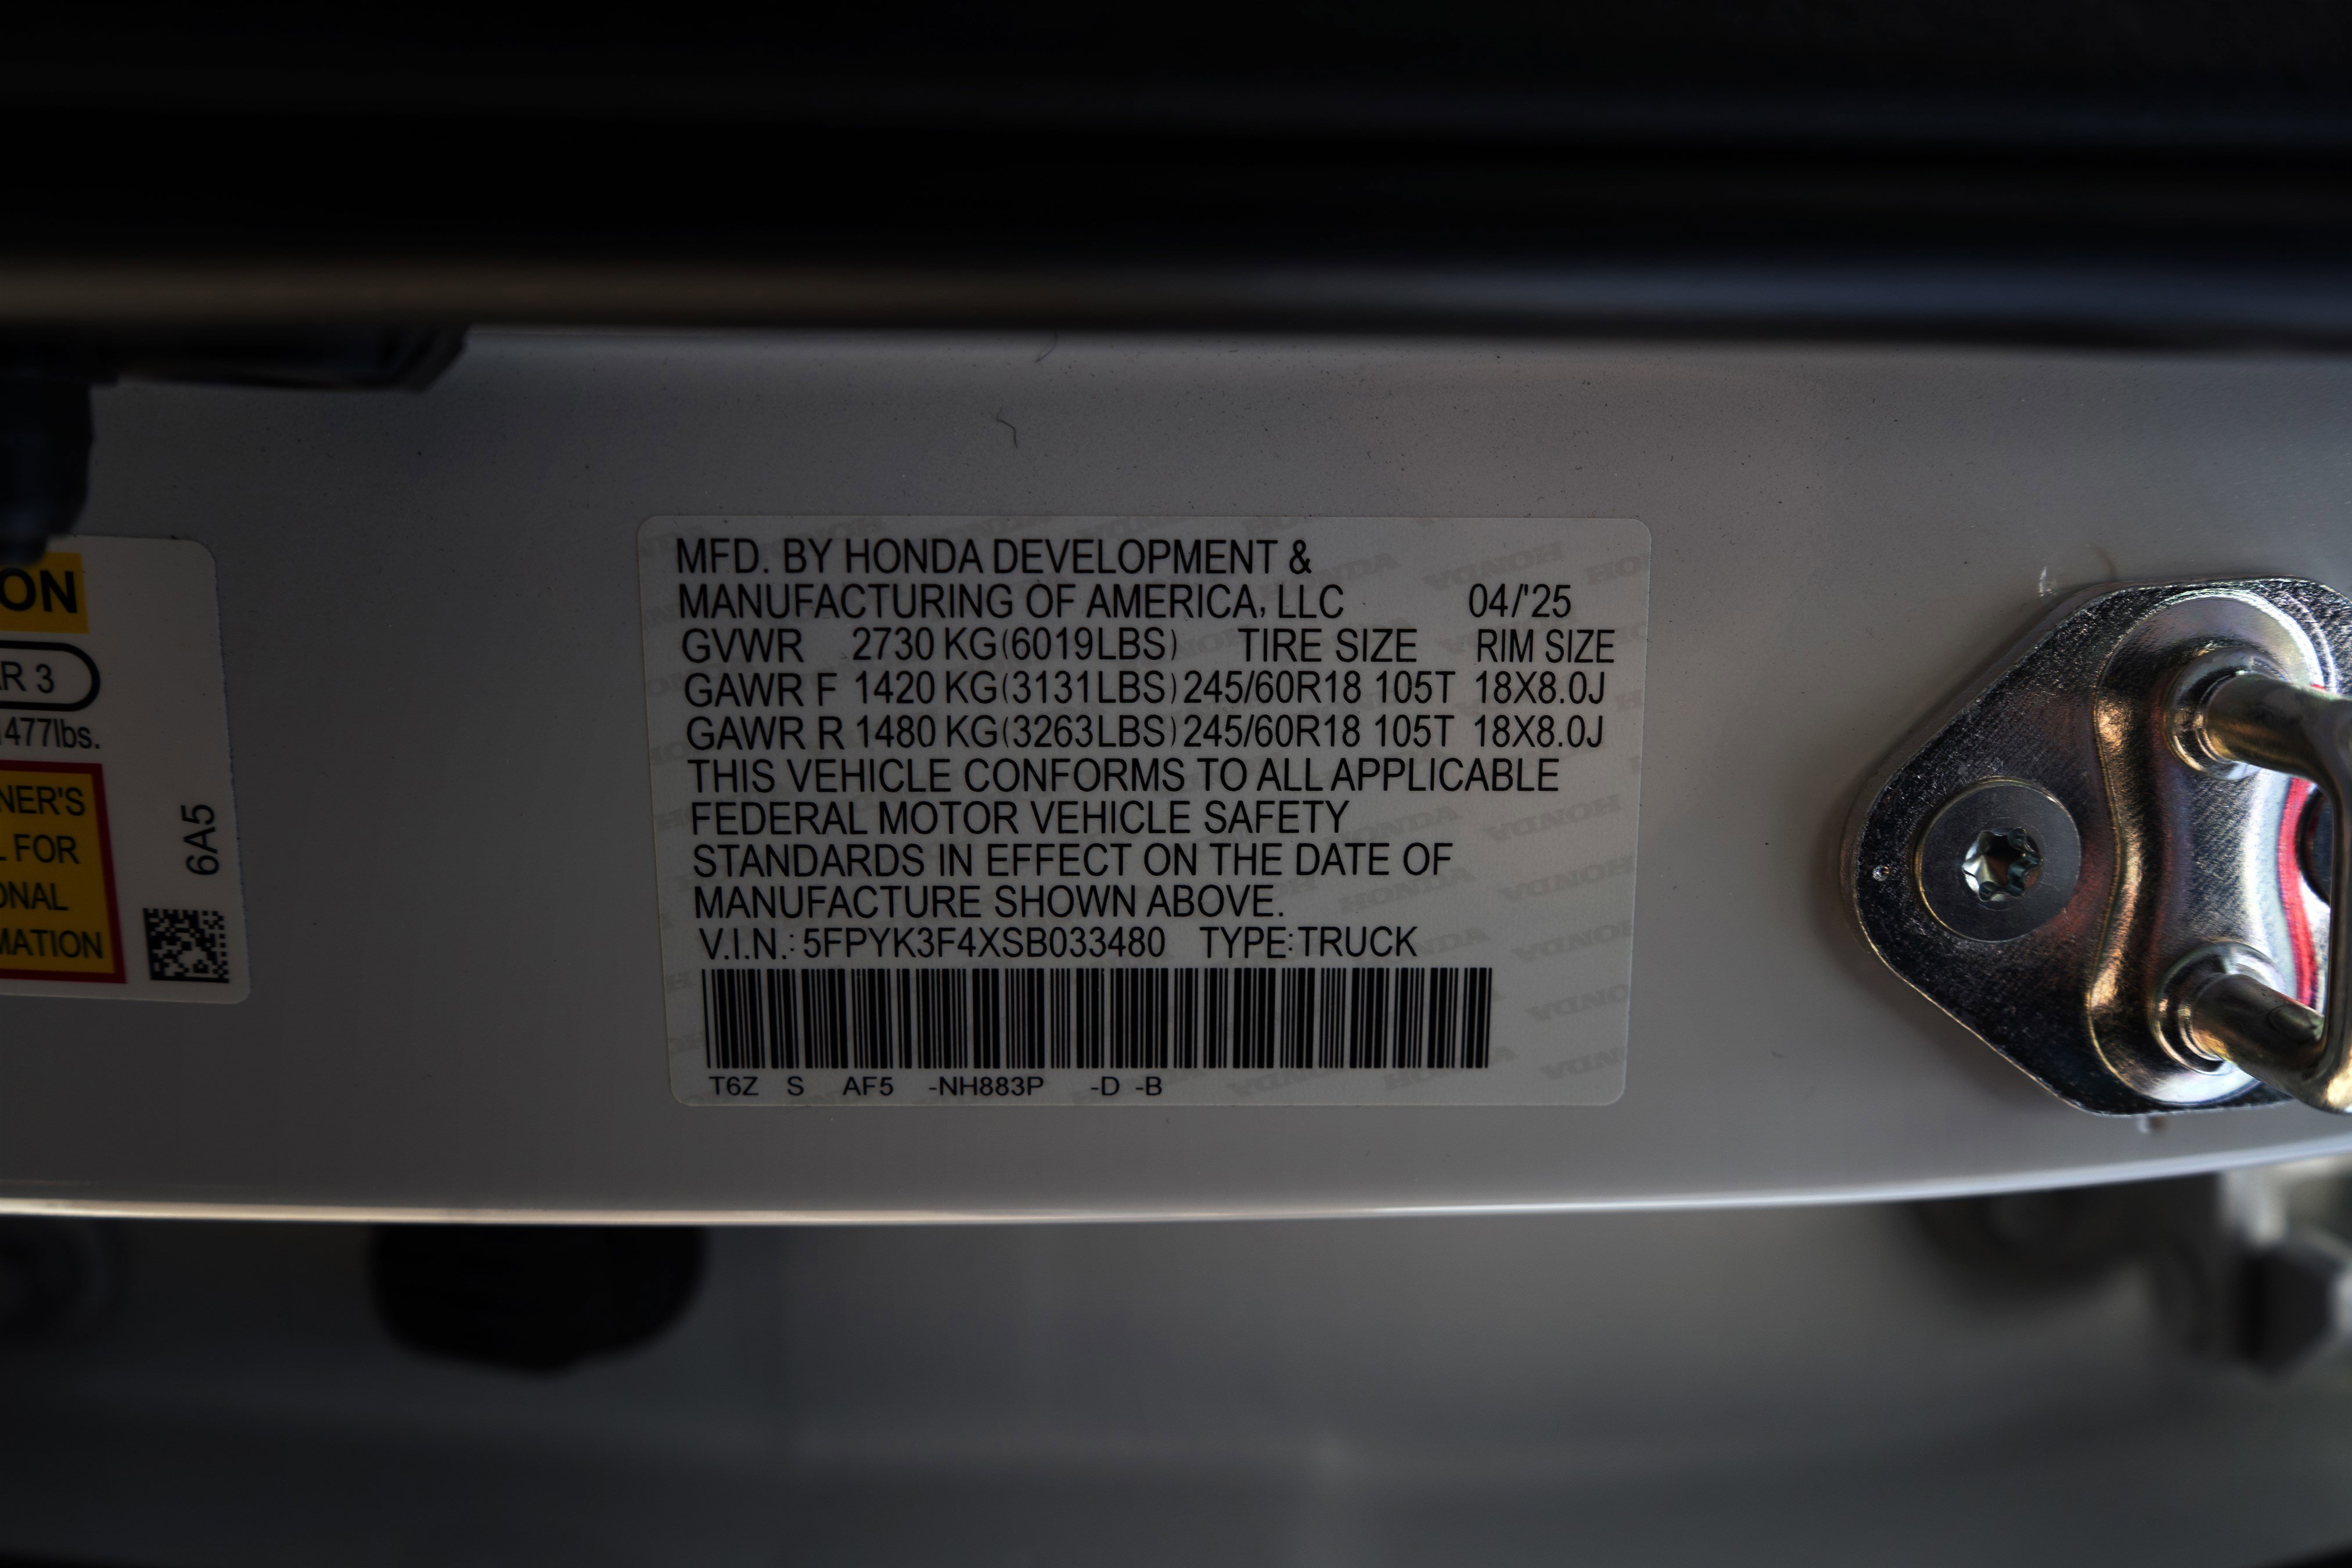 MFD. BY HONDA DEVELOPMENT &
MANUFACTURING OF AMERICA, LLC 04/'25
GVWR 2730 KG(6019LBS) TIRE SIZE RIM SIZE
GAWR F 1420 KG(3131LBS) 245/60R18 105T 18X8.0J
GAWR R 1480 KG(3263LBS) 245/60R18 105T 18X8.0J
THIS VEHICLE CONFORMS TO ALL APPLICABLE
FEDERAL MOTOR VEHICLE SAFETY
STANDARDS IN EFFECT ON THE DATE OF
MANUFACTURE SHOWN ABOVE.
V.I.N.: 5FPYK3F4XSB033480 TYPE:TRUCK
T6Z S AF5 -NH883P -D -B
ON
R 3
477lbs.
NER'S
FOR
ONAL
MATION
6A5